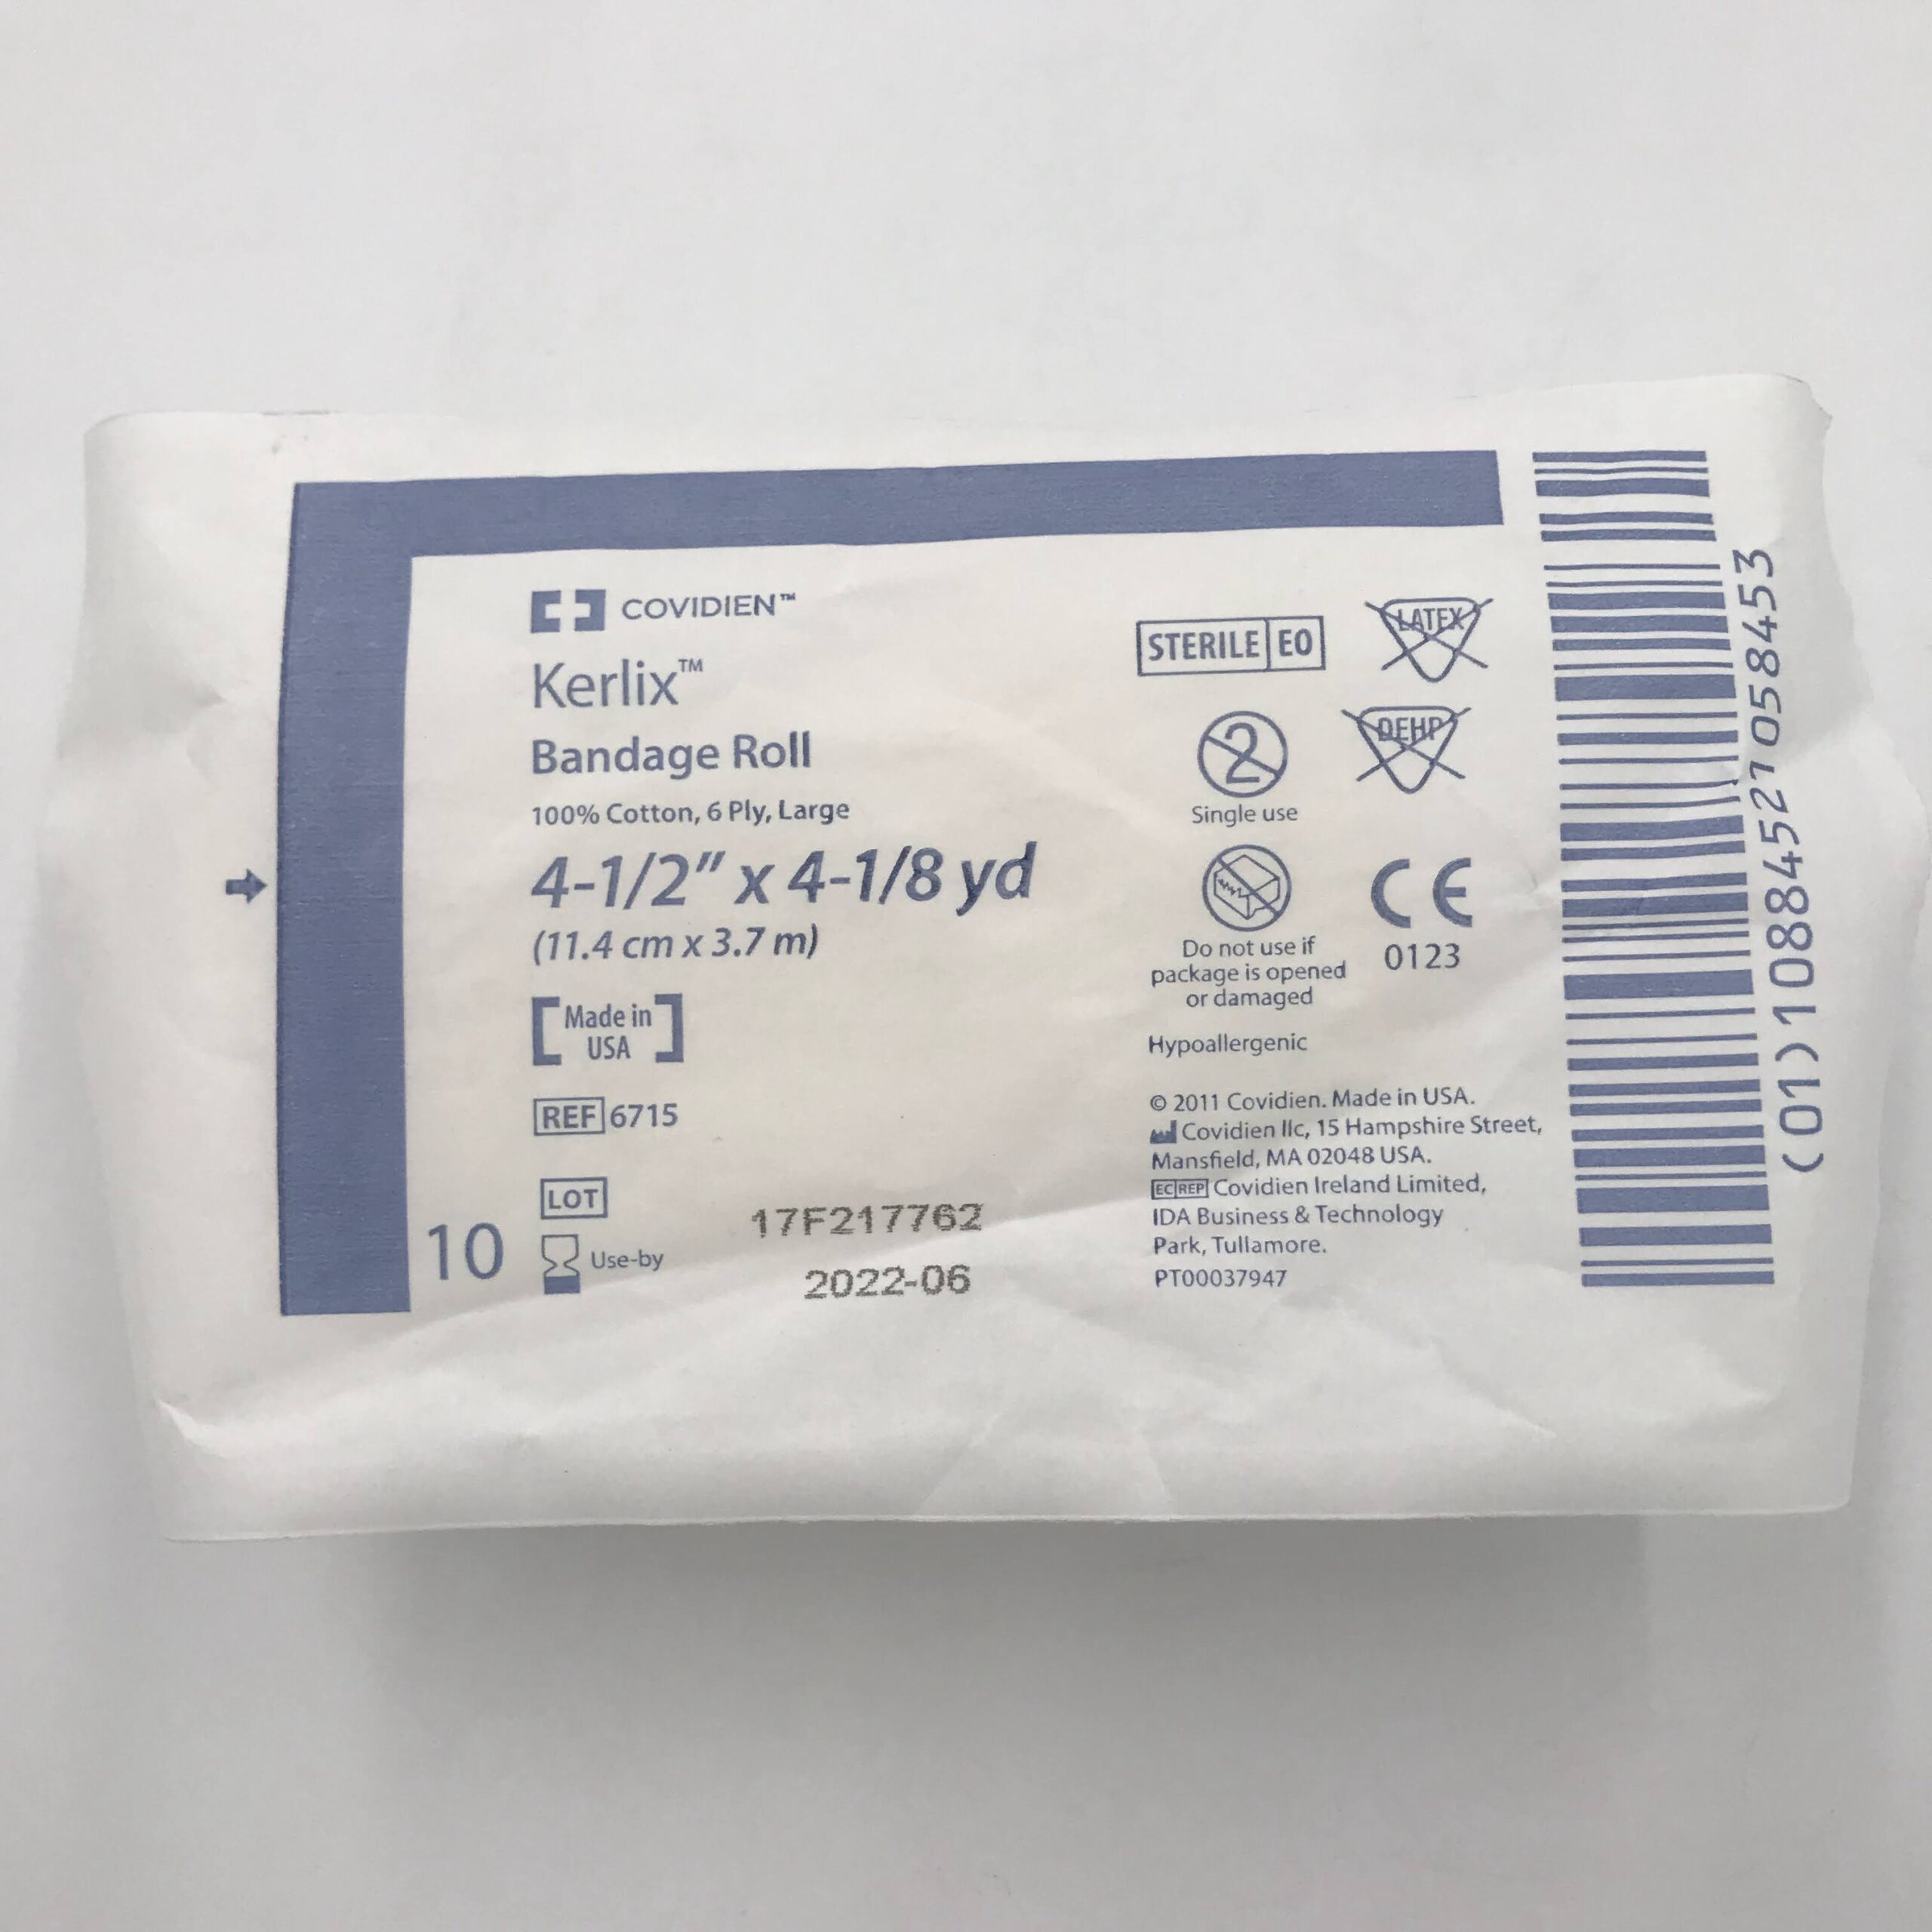 COVIDIEN™
Kerlix™
Bandage Roll
100% Cotton, 6 Ply, Large
4-1/2" x 4-1/8 yd
(11.4 cm x 3.7 m)
Made in
USA
REF 6715
LOT 17F217762
10
Use-by 2022-06
STERILE EO
LATEX
2
Single use
DEHP
Do not use if
package is opened
or damaged
CE
0123
Hypoallergenic
© 2011 Covidien. Made in USA.
Covidien llc, 15 Hampshire Street,
Mansfield, MA 02048 USA.
EC REP Covidien Ireland Limited,
IDA Business & Technology
Park, Tullamore.
PT00037947
(01)10884521058453